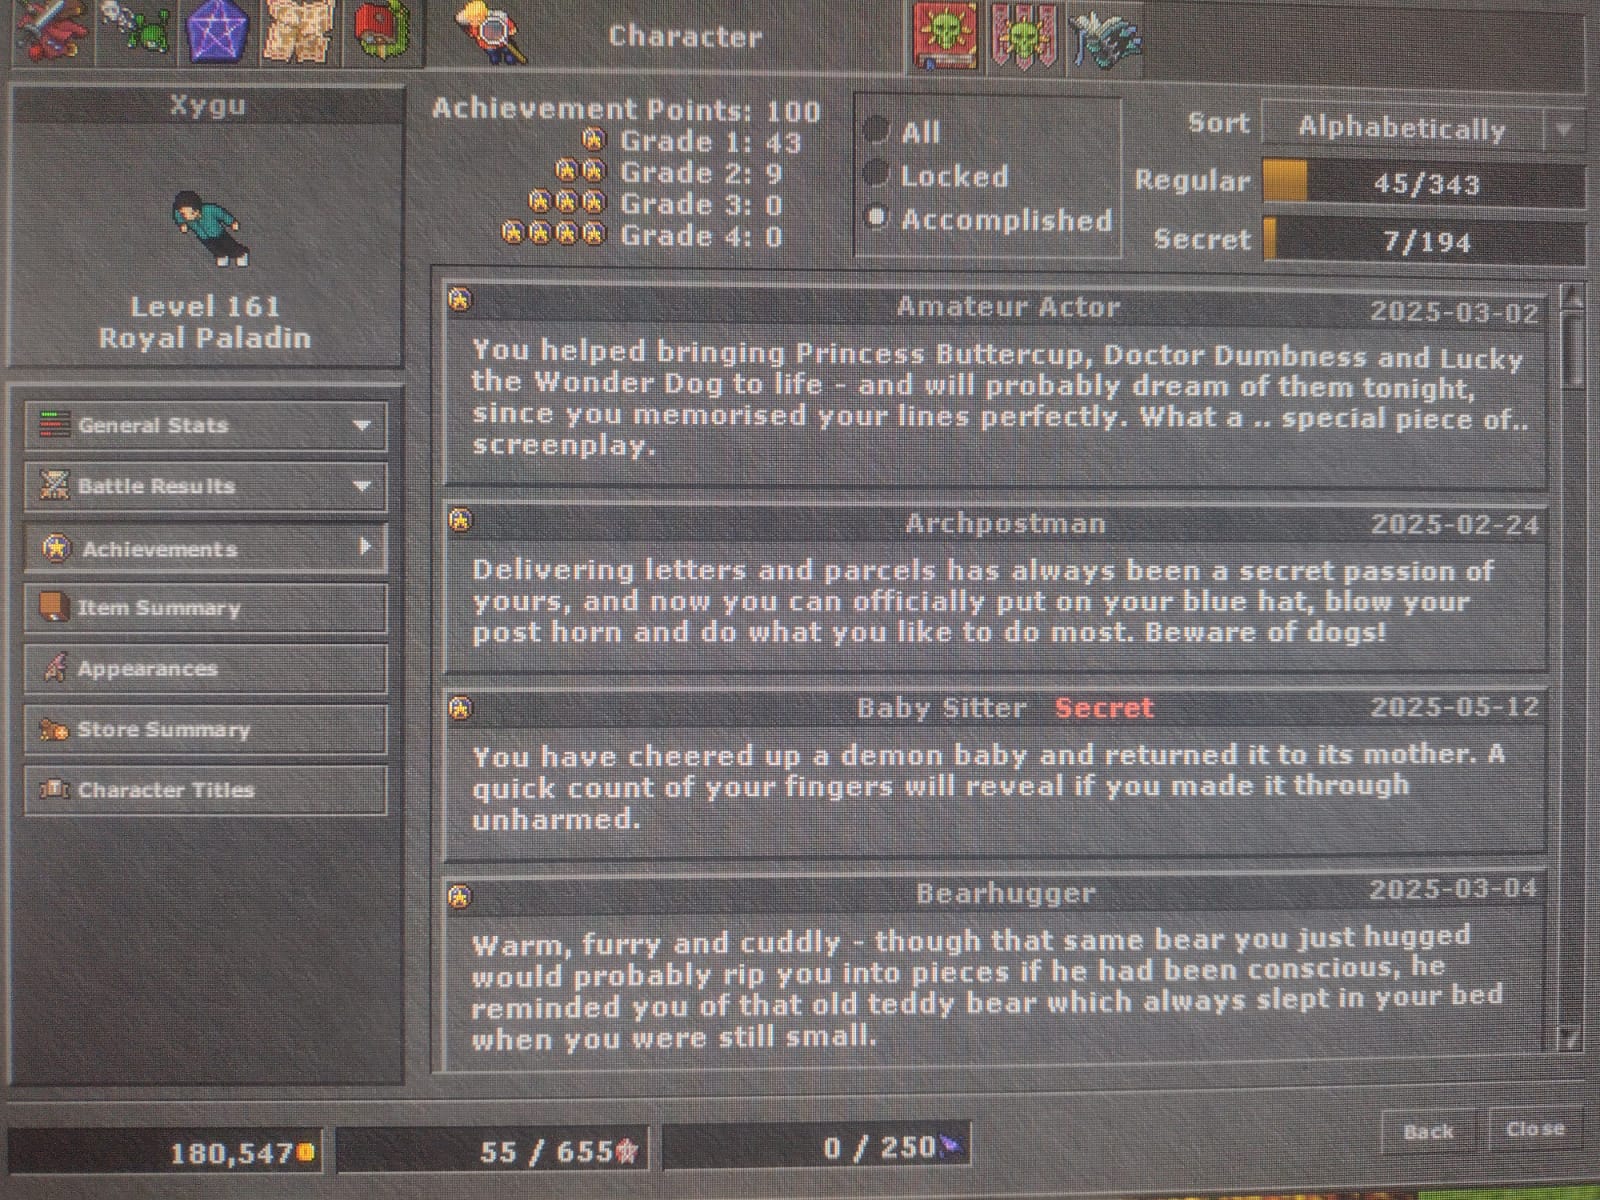 Character
Xygu
Level 161
Royal Paladin
General Stats
Battle Results
Achievements
Item Summary
Appearances
Store Summary
Character Titles
Achievement Points: 100
Grade 1: 43
Grade 2: 9
Grade 3: 0
Grade 4: 0
All
Locked
Accomplished
Sort Alphabetically
Regular 45/343
Secret 7/194
Amateur Actor 2025-03-02
You helped bringing Princess Buttercup, Doctor Dumbness and Lucky
the Wonder Dog to life - and will probably dream of them tonight,
since you memorised your lines perfectly. What a .. special piece of..
screenplay.
Archpostman 2025-02-24
Delivering letters and parcels has always been a secret passion of
yours, and now you can officially put on your blue hat, blow your
post horn and do what you like to do most. Beware of dogs!
Baby Sitter Secret 2025-05-12
You have cheered up a demon baby and returned it to its mother. A
quick count of your fingers will reveal if you made it through
unharmed.
Bearhugger 2025-03-04
Warm, furry and cuddly - though that same bear you just hugged
would probably rip you into pieces if he had been conscious, he
reminded you of that old teddy bear which always slept in your bed
when you were still small.
180,547
55 / 655
0 / 250
Back
Close